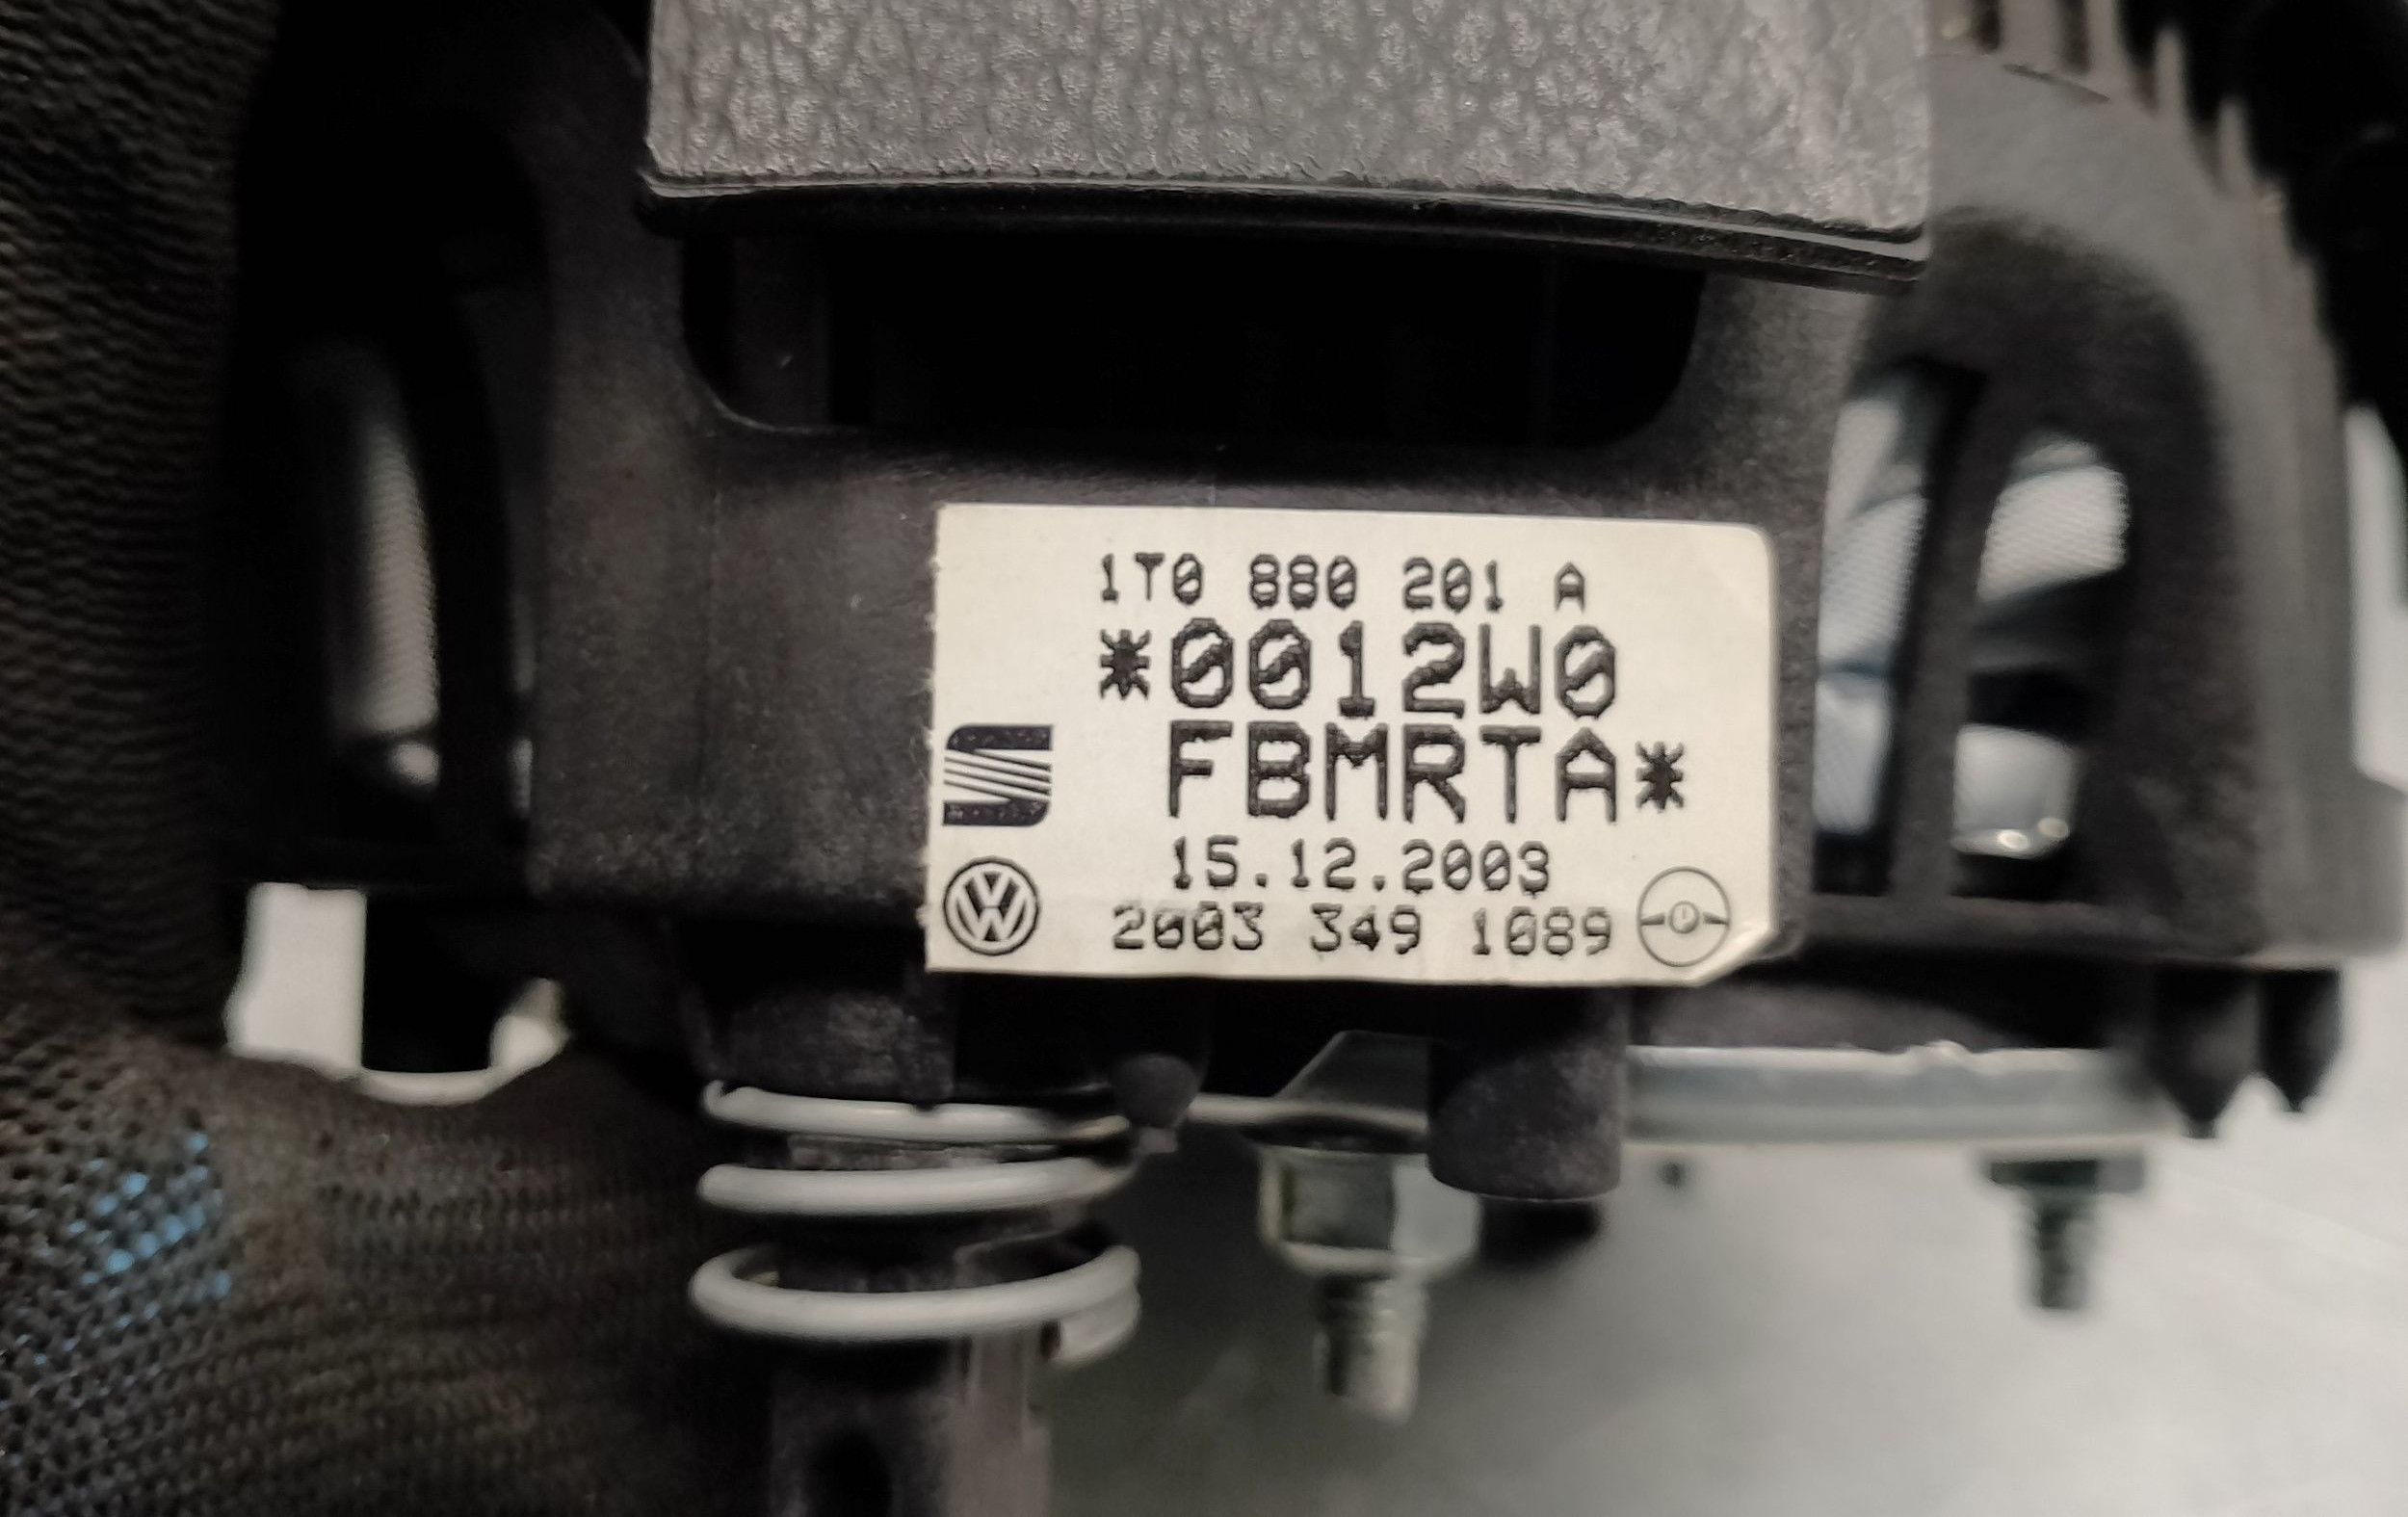 1T0 880 201 A
*0012W0
FBMRTA*
15.12.2003
2003 349 1089